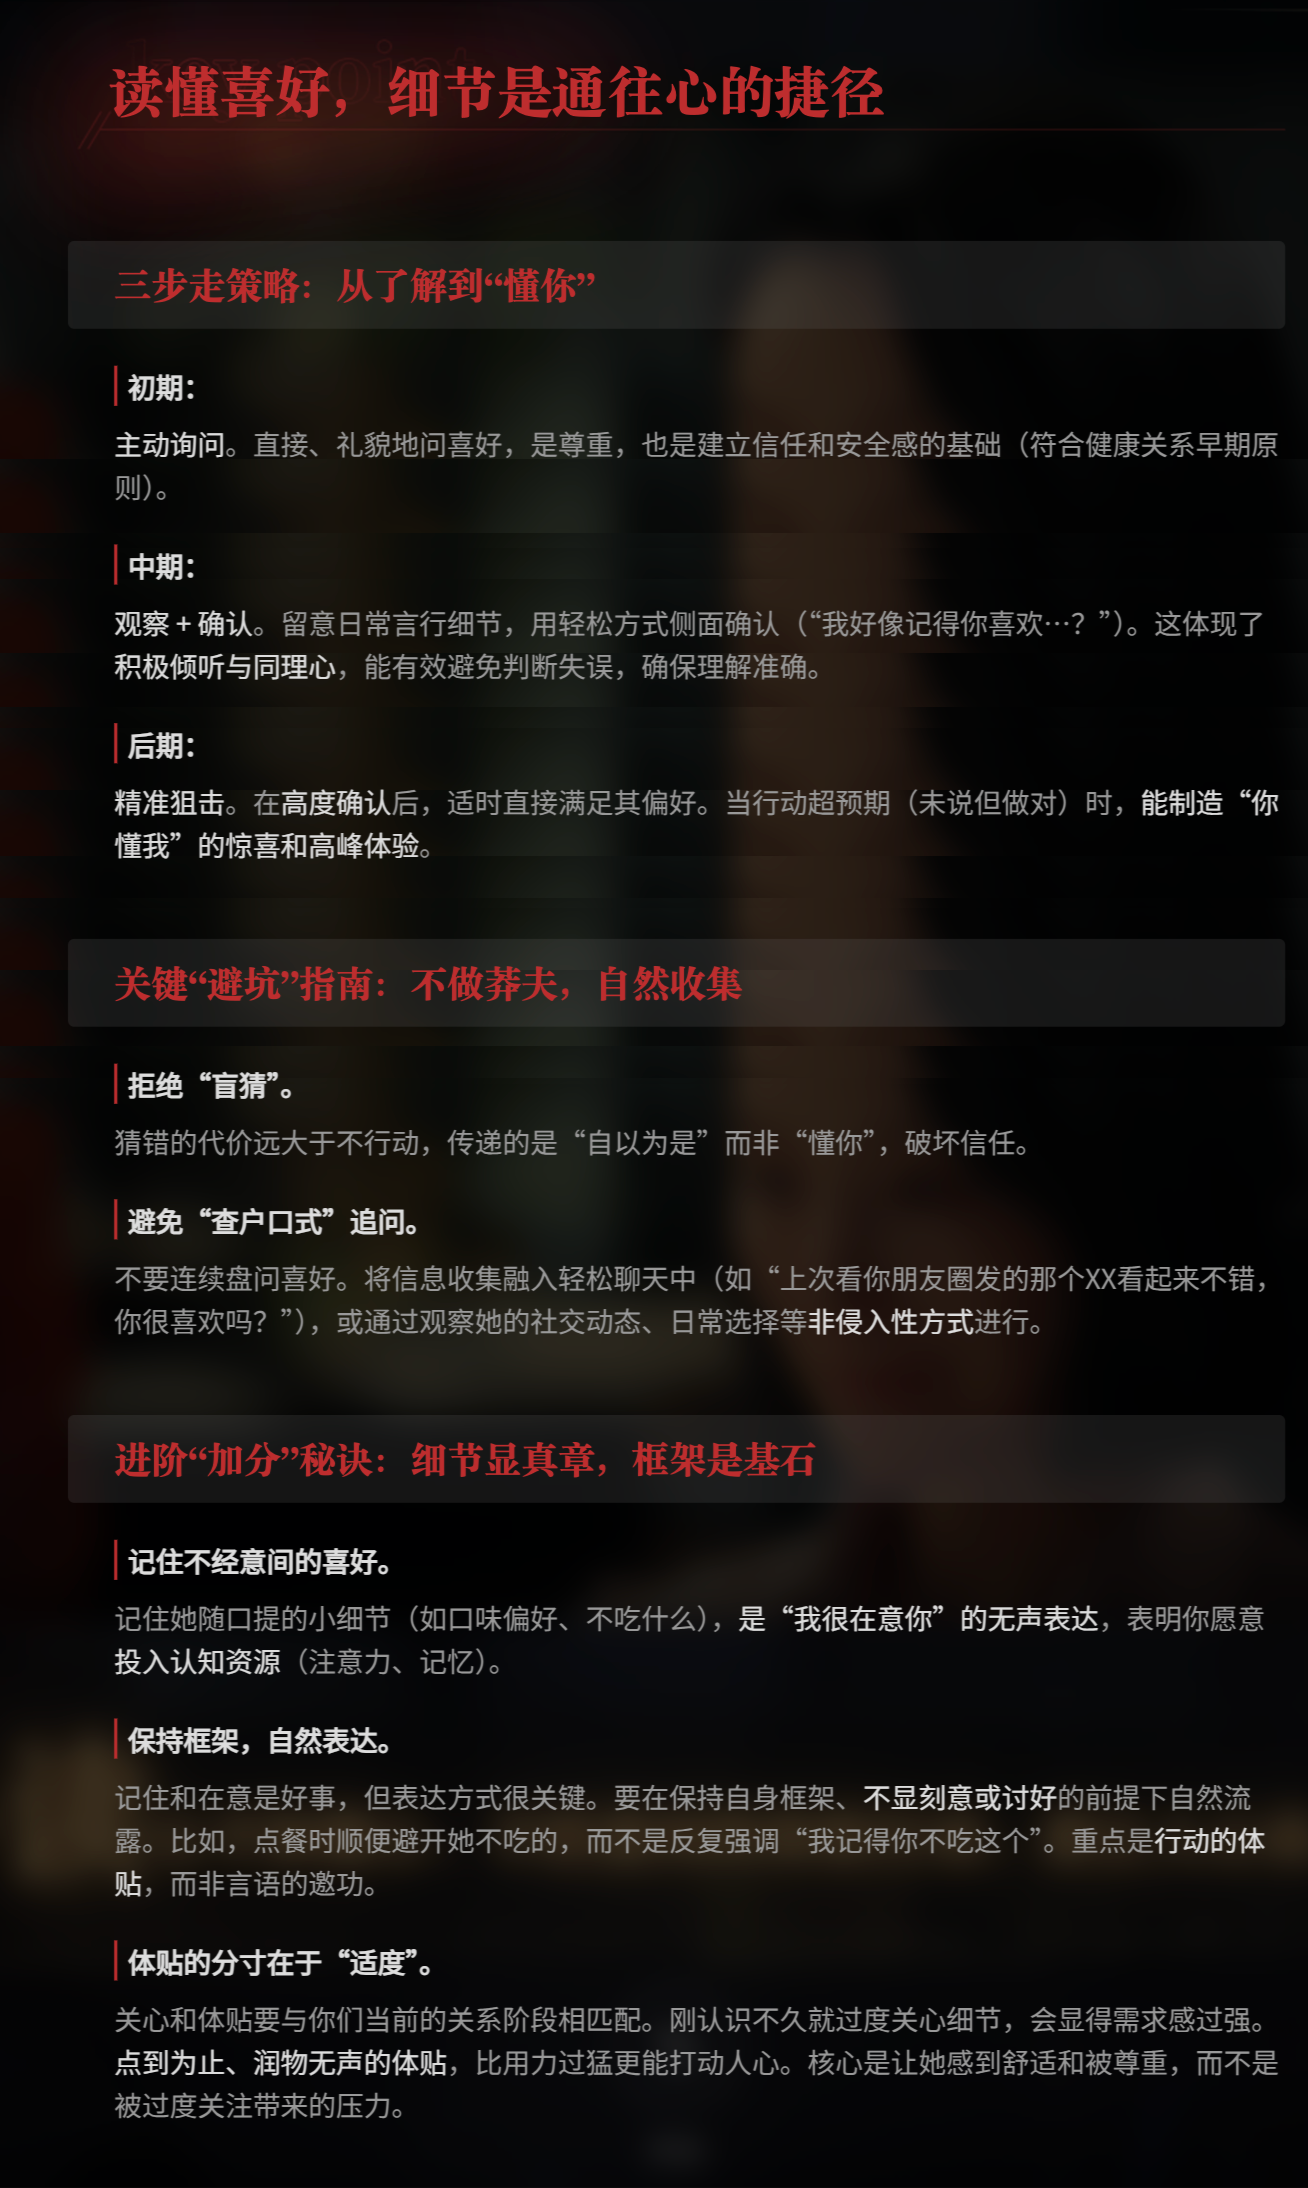 读懂喜好，细节是通往心的捷径
三步走策略：从了解到“懂你”
初期：
主动询问。直接、礼貌地问喜好，是尊重，也是建立信任和安全感的基础（符合健康关系早期原
则）。
中期：
观察 + 确认。留意日常言行细节，用轻松方式侧面确认（“我好像记得你喜欢…？”）。这体现了
积极倾听与同理心，能有效避免判断失误，确保理解准确。
后期：
精准狙击。在高度确认后，适时直接满足其偏好。当行动超预期（未说但做对）时，能制造“你
懂我”的惊喜和高峰体验。
关键“避坑”指南：不做莽夫，自然收集
拒绝“盲猜”。
猜错的代价远大于不行动，传递的是“自以为是”而非“懂你”，破坏信任。
避免“查户口式”追问。
不要连续盘问喜好。将信息收集融入轻松聊天中（如“上次看你朋友圈发的那个XX看起来不错，
你很喜欢吗？”），或通过观察她的社交动态、日常选择等非侵入性方式进行。
进阶“加分”秘诀：细节显真章，框架是基石
记住不经意间的喜好。
记住她随口提的小细节（如口味偏好、不吃什么），是“我很在意你”的无声表达，表明你愿意
投入认知资源（注意力、记忆）。
保持框架，自然表达。
记住和在意是好事，但表达方式很关键。要在保持自身框架、不显刻意或讨好的前提下自然流
露。比如，点餐时顺便避开她不吃的，而不是反复强调“我记得你不吃这个”。重点是行动的体
贴，而非言语的邀功。
体贴的分寸在于“适度”。
关心和体贴要与你们当前的关系阶段相匹配。刚认识不久就过度关心细节，会显得需求感过强。
点到为止、润物无声的体贴，比用力过猛更能打动人心。核心是让她感到舒适和被尊重，而不是
被过度关注带来的压力。